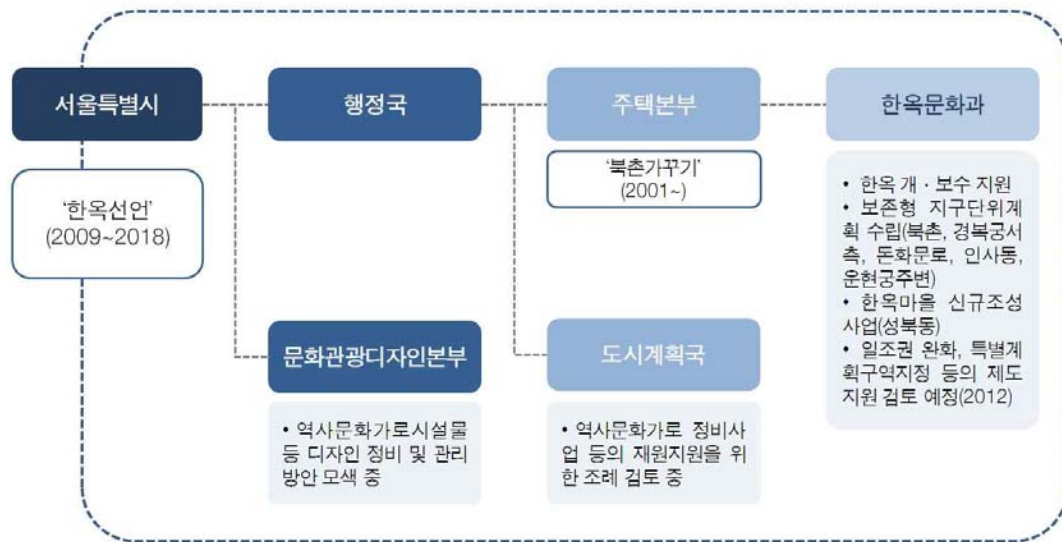 서울특별시
행정국
주택본부
한옥문화과
‘한옥선언’
(2009~2018)
‘북촌가꾸기’
(2001~)
• 한옥 개 · 보수 지원
• 보존형 지구단위계
획 수립(북촌, 경복궁서
측, 돈화문로, 인사동,
운현궁주변)
• 한옥마을 신규조성
사업(성북동)
• 일조권 완화, 특별계
획구역지정 등의 제도
지원 검토 예정(2012)
문화관광디자인본부
도시계획국
• 역사문화가로시설물
등 디자인 정비 및 관리
방안 모색 중
• 역사문화가로 정비사
업 등의 재원지원을 위
한 조례 검토 중